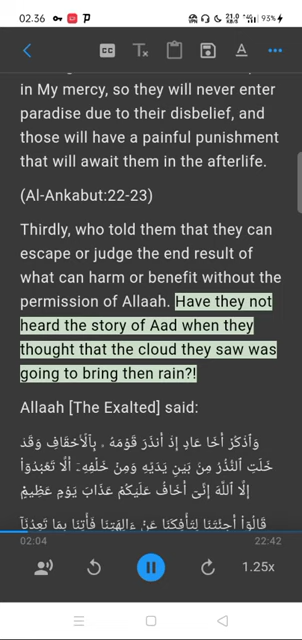 02.36
21.0 KB/s
4G
93%
CC
in My mercy, so they will never enter
paradise due to their disbelief, and
those will have a painful punishment
that will await them in the afterlife.
(Al-Ankabut:22-23)
Thirdly, who told them that they can
escape or judge the end result of
what can harm or benefit without the
permission of Allaah. Have they not
heard the story of Aad when they
thought that the cloud they saw was
going to bring then rain?!
Allaah [The Exalted] said:
وَٱذْكُرْ أَخَا عَادٍ إِذْ أَنذَرَ قَوْمَهُۥ بِٱلْأَحْقَافِ وَقَدْ
خَلَتِ ٱلنُّذُرُ مِنۢ بَيْنِ يَدَيْهِ وَمِنْ خَلْفِهِۦٓ أَلَّا تَعْبُدُوٓا۟
إِلَّا ٱللَّهَ إِنِّىٓ أَخَافُ عَلَيْكُمْ عَذَابَ يَوْمٍ عَظِيمٍ
قَالُوٓا۟ أَجِئْتَنَا لِتَأْفِكَنَا عَنْ ءَالِهَتِنَا فَأْتِنَا بِمَا تَعِدُنَآ
02:04
22:42
1.25x